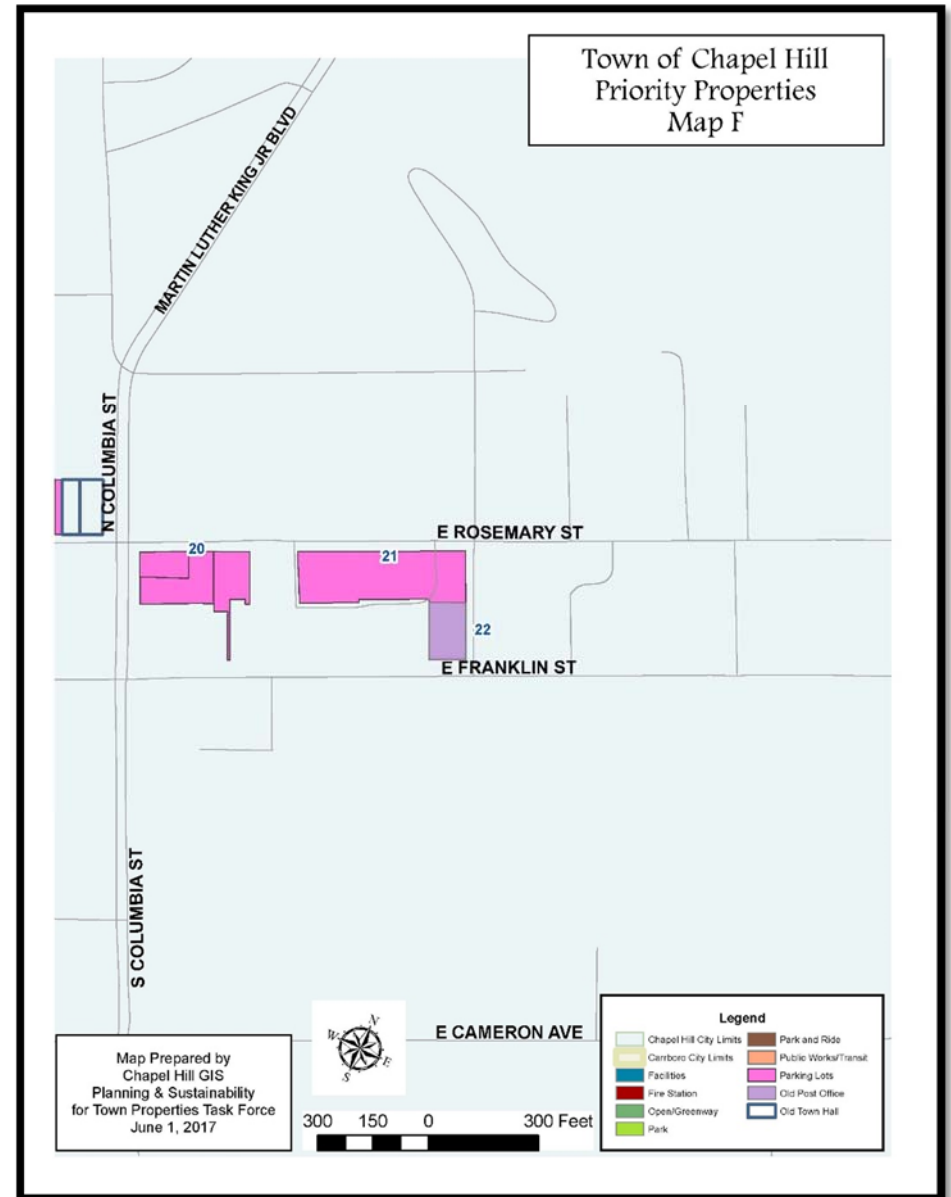 Town of Chapel Hill
Priority Properties
Map F
MARTIN LUTHER KING JR BLVD
N COLUMBIA ST
E ROSEMARY ST
20
21
22
E FRANKLIN ST
S COLUMBIA ST
E CAMERON AVE
N
W
E
S
300 150 0 300 Feet
Map Prepared by
Chapel Hill GIS
Planning & Sustainability
for Town Properties Task Force
June 1, 2017
Legend
Chapel Hill City Limits
Carrboro City Limits
Facilities
Fire Station
Open/Greenway
Park
Park and Ride
Public Works/Transit
Parking Lots
Old Post Office
Old Town Hall